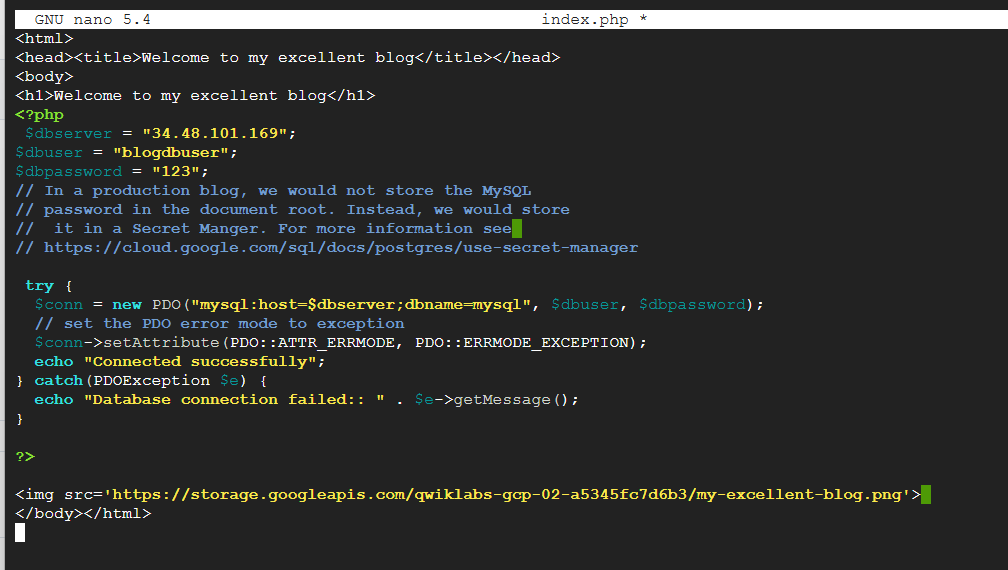 GNU nano 5.4 index.php *
<html>
<head><title>Welcome to my excellent blog</title></head>
<body>
<h1>Welcome to my excellent blog</h1>
<?php
$dbserver = "34.48.101.169";
$dbuser = "blogdbuser";
$dbpassword = "123";
// In a production blog, we would not store the MySQL
// password in the document root. Instead, we would store
//  it in a Secret Manger. For more information see
// https://cloud.google.com/sql/docs/postgres/use-secret-manager
try {
$conn = new PDO("mysql:host=$dbserver;dbname=mysql", $dbuser, $dbpassword);
// set the PDO error mode to exception
$conn->setAttribute(PDO::ATTR_ERRMODE, PDO::ERRMODE_EXCEPTION);
echo "Connected successfully";
} catch(PDOException $e) {
echo "Database connection failed:: " . $e->getMessage();
}
?>
<img src='https://storage.googleapis.com/qwiklabs-gcp-02-a5345fc7d6b3/my-excellent-blog.png'>
</body></html>